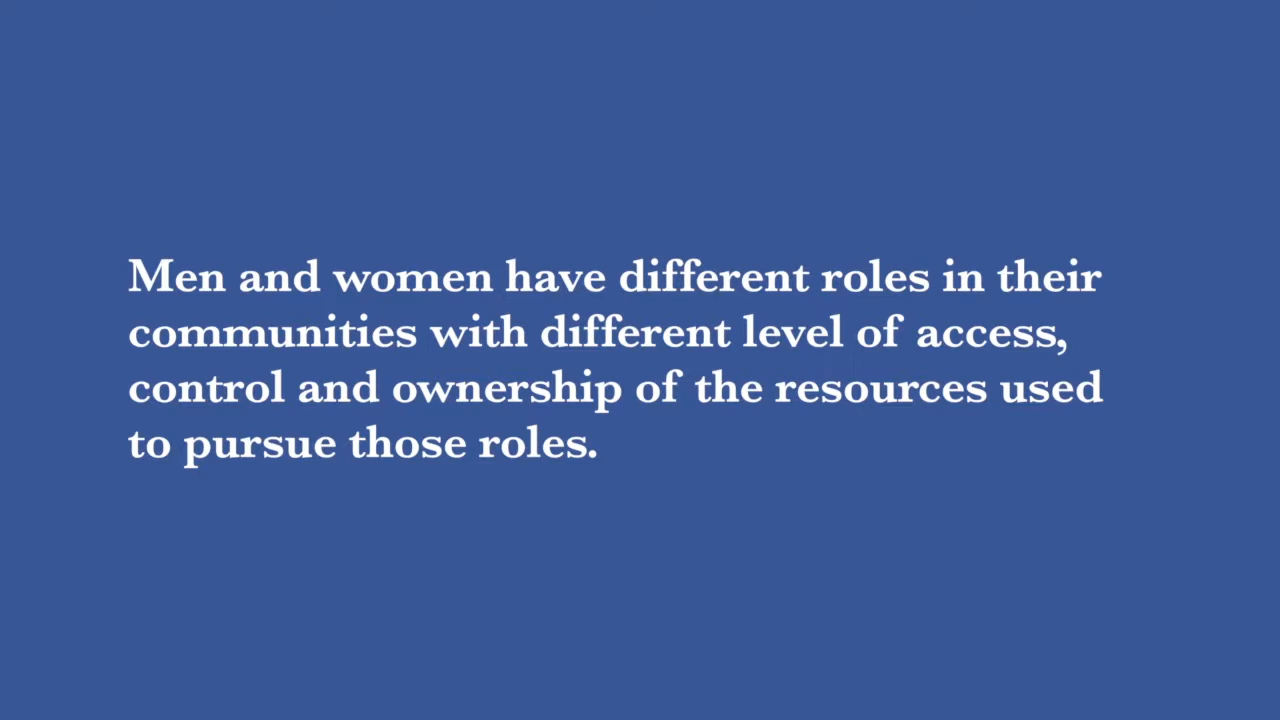 Men and women have different roles in their
communities with different level of access,
control and ownership of the resources used
to pursue those roles.